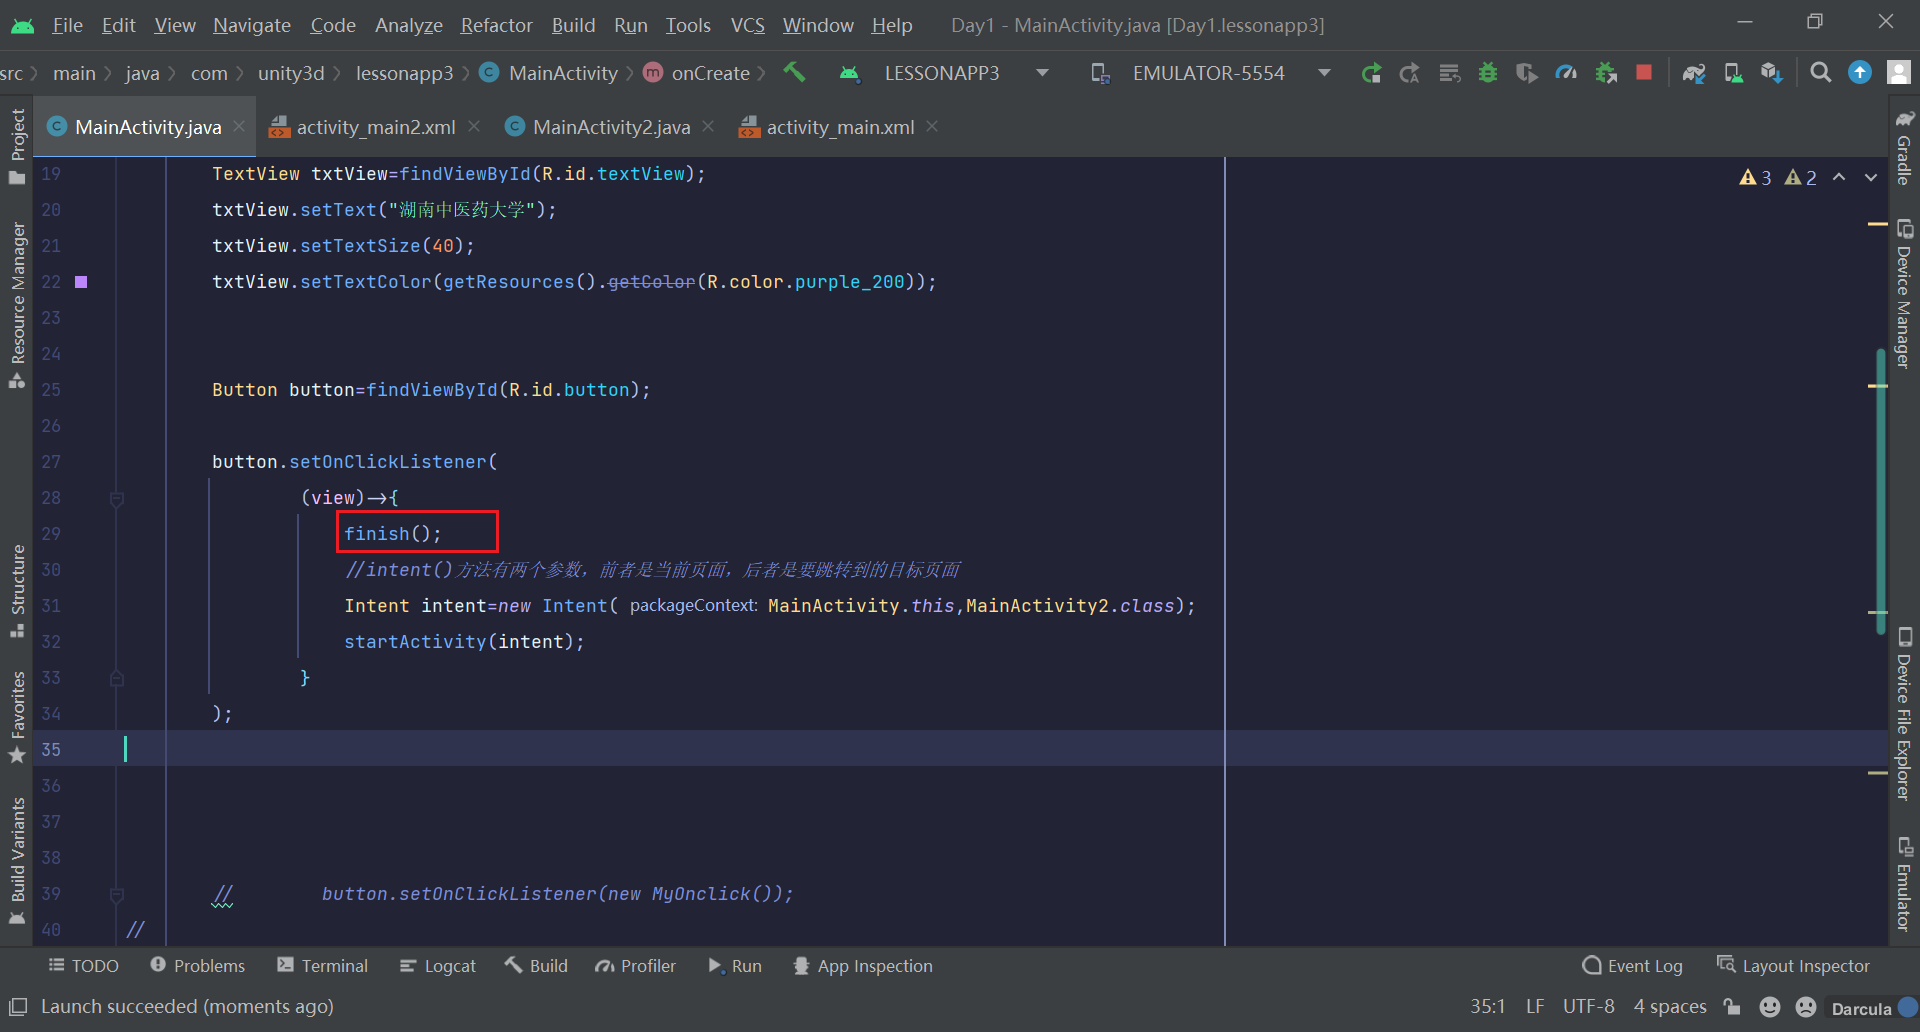 File Edit View Navigate Code Analyze Refactor Build Run Tools VCS Window Help Day1 - MainActivity.java [Day1.lessonapp3]
src main java com unity3d lessonapp3 C MainActivity m onCreate LESSONAPP3 EMULATOR-5554
C MainActivity.java activity_main2.xml C MainActivity2.java activity_main.xml
3 2
19 TextView txtView=findViewById(R.id.textView);
20 txtView.setText("湖南中医药大学");
21 txtView.setTextSize(40);
22 txtView.setTextColor(getResources().getColor(R.color.purple_200));
23
24
25 Button button=findViewById(R.id.button);
26
27 button.setOnClickListener(
28 (view)->{
29 finish();
30 //intent()方法有两个参数，前者是当前页面，后者是要跳转到的目标页面
31 Intent intent=new Intent( packageContext: MainActivity.this,MainActivity2.class);
32 startActivity(intent);
33 }
34 );
35
36
37
38
39 // button.setOnClickListener(new MyOnclick());
40 //
Project
Resource Manager
Structure
Favorites
Build Variants
Gradle
Device Manager
Device File Explorer
Emulator
TODO Problems Terminal Logcat Build Profiler Run App Inspection Event Log Layout Inspector
Launch succeeded (moments ago) 35:1 LF UTF-8 4 spaces Darcula